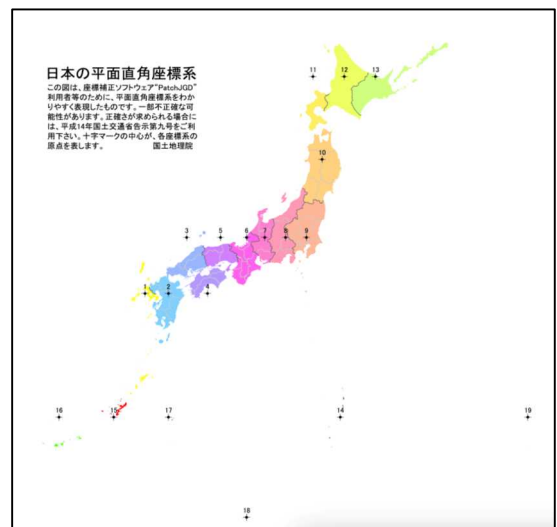 日本の平面直角座標系
この図は、座標補正ソフトウェア"PatchJGD"
利用者等のために、平面直角座標系をわか
りやすく表現したものです。一部不正確な可
能性があります。正確さが求められる場合に
は、平成14年国土交通省告示第九号をご利
用下さい。十字マークの中心が、各座標系の
原点を表します。 国土地理院
11 12 13
10
3 5 6 7 8 9
1 2 4
16 15 17 14 19
18